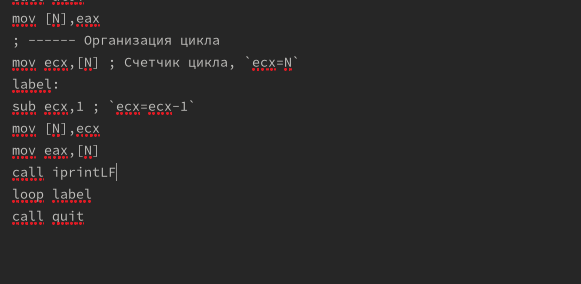 mov [N],eax
; ------ Организация цикла
mov ecx,[N] ; Счетчик цикла, `ecx=N`
label:
sub ecx,1 ; `ecx=ecx-1`
mov [N],ecx
mov eax,[N]
call iprintLF
loop label
call quit